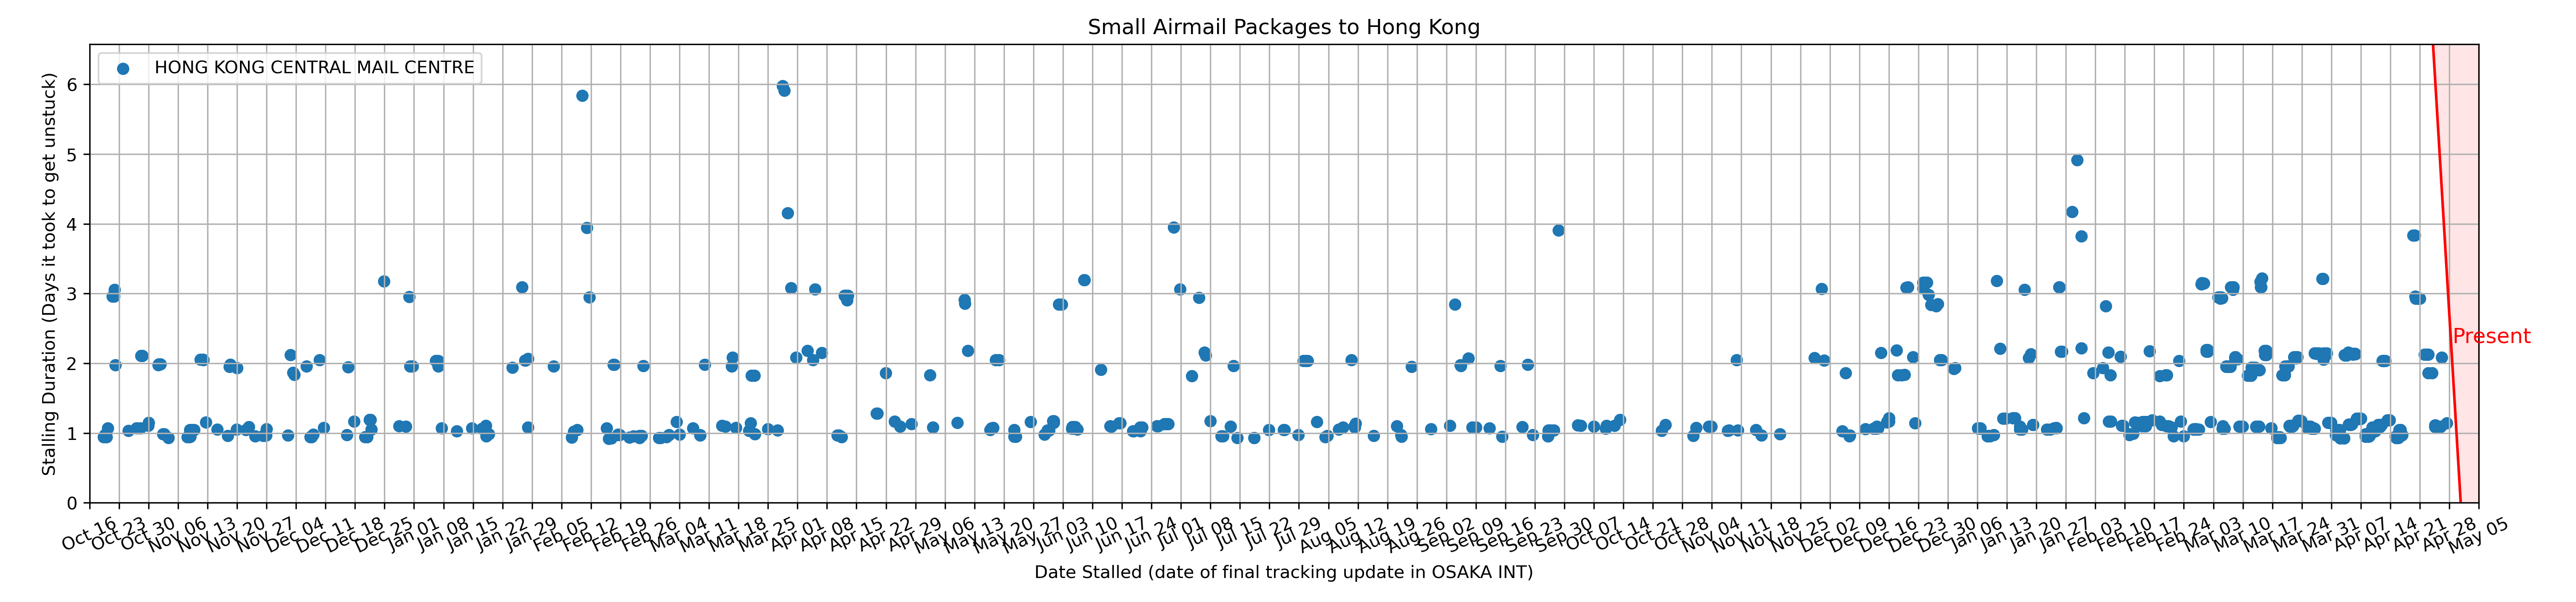 Small Airmail Packages to Hong Kong
HONG KONG CENTRAL MAIL CENTRE
Stalling Duration (Days it took to get unstuck)
6
5
4
3
2
1
0
Present
Oct 16
Oct 23
Oct 30
Nov 06
Nov 13
Nov 20
Nov 27
Dec 04
Dec 11
Dec 18
Dec 25
Jan 01
Jan 08
Jan 15
Jan 22
Jan 29
Feb 05
Feb 12
Feb 19
Feb 26
Mar 04
Mar 11
Mar 18
Mar 25
Apr 01
Apr 08
Apr 15
Apr 22
Apr 29
May 06
May 13
May 20
May 27
Jun 03
Jun 10
Jun 17
Jun 24
Jul 01
Jul 08
Jul 15
Jul 22
Jul 29
Aug 05
Aug 12
Aug 19
Aug 26
Sep 02
Sep 09
Sep 16
Sep 23
Sep 30
Oct 07
Oct 14
Oct 21
Oct 28
Nov 04
Nov 11
Nov 18
Nov 25
Dec 02
Dec 09
Dec 16
Dec 23
Dec 30
Jan 06
Jan 13
Jan 20
Jan 27
Feb 03
Feb 10
Feb 17
Feb 24
Mar 03
Mar 10
Mar 17
Mar 24
Mar 31
Apr 07
Apr 14
Apr 21
Apr 28
May 05
Date Stalled (date of final tracking update in OSAKA INT)